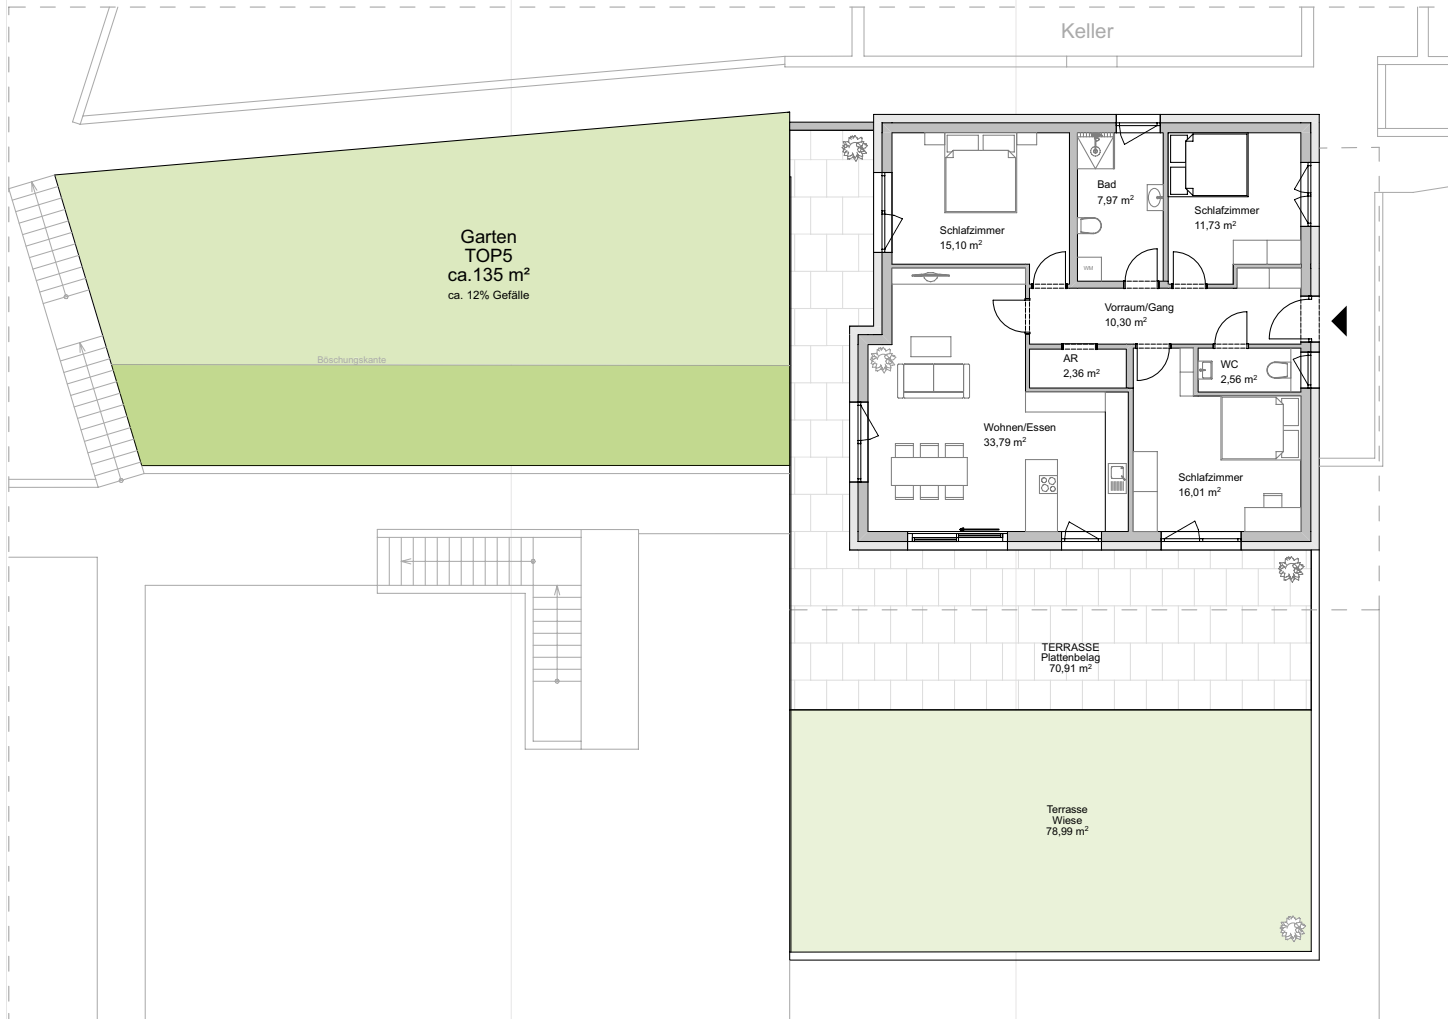 Keller
Garten
TOP5
ca.135 m²
ca. 12% Gefälle
Böschungskante
Schlafzimmer
15,10 m²
Bad
7,97 m²
WM
Schlafzimmer
11,73 m²
Vorraum/Gang
10,30 m²
AR
2,36 m²
WC
2,56 m²
Wohnen/Essen
33,79 m²
Schlafzimmer
16,01 m²
TERRASSE
Plattenbelag
70,91 m²
Terrasse
Wiese
78,99 m²